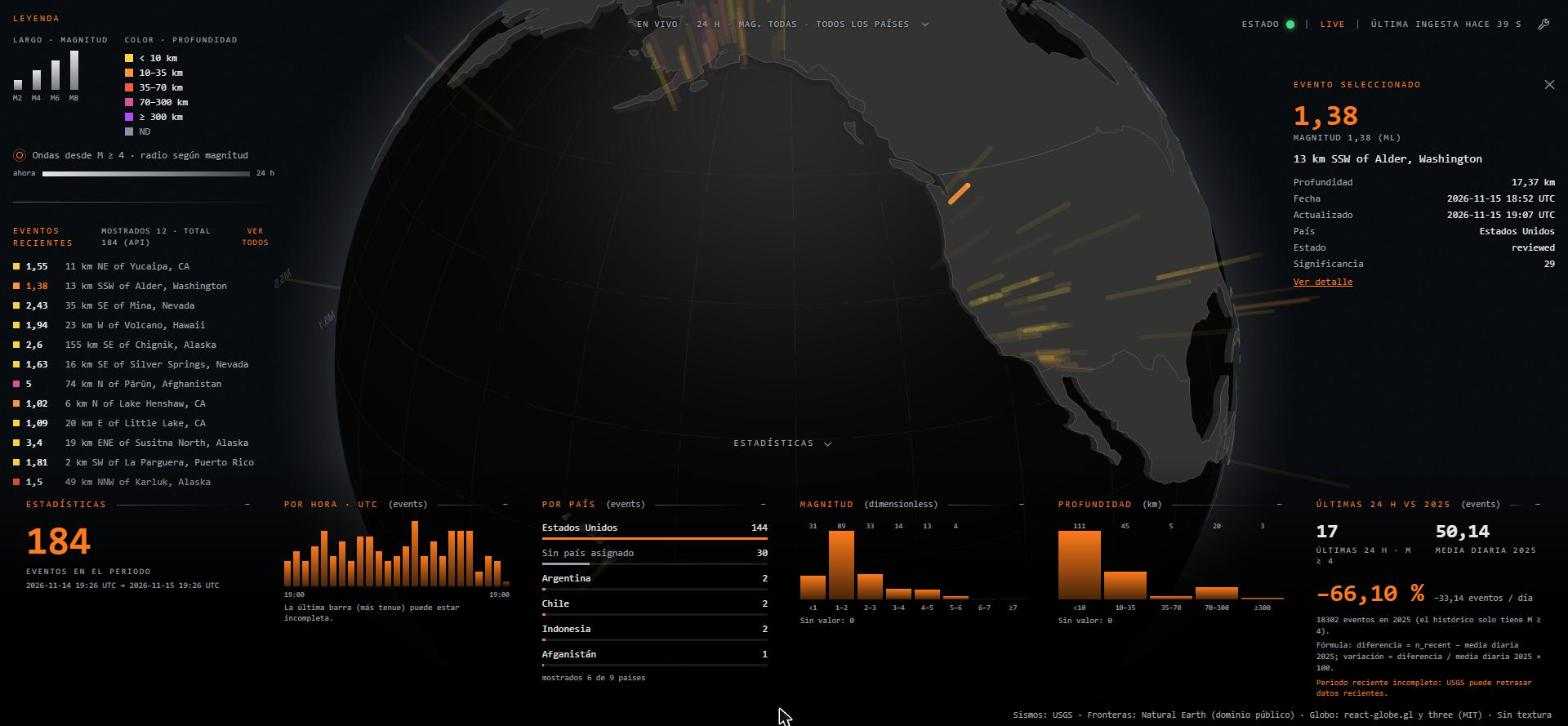 LEYENDA
LARGO · MAGNITUD
COLOR · PROFUNDIDAD
M2 M4 M6 M8
< 10 km
10–35 km
35–70 km
70–300 km
≥ 300 km
ND
Ondas desde M ≥ 4 · radio según magnitud
ahora
24 h
EN VIVO · 24 H · MAG. TODAS · TODOS LOS PAÍSES
ESTADO | LIVE | ÚLTIMA INGESTA HACE 39 S
EVENTOS RECIENTES
MOSTRADOS 12 · TOTAL 184 (API)
VER TODOS
1,55 11 km NE of Yucaipa, CA
1,38 13 km SSW of Alder, Washington
2,43 35 km SE of Mina, Nevada
1,94 23 km W of Volcano, Hawaii
2,6 155 km SE of Chignik, Alaska
1,63 16 km SE of Silver Springs, Nevada
5 74 km N of Pārūn, Afghanistan
1,02 6 km N of Lake Henshaw, CA
1,09 20 km E of Little Lake, CA
3,4 19 km ENE of Susitna North, Alaska
1,81 2 km SW of La Parguera, Puerto Rico
1,5 49 km NNW of Karluk, Alaska
EVENTO SELECCIONADO
1,38
MAGNITUD 1,38 (ML)
13 km SSW of Alder, Washington
Profundidad 17,37 km
Fecha 2026-11-15 18:52 UTC
Actualizado 2026-11-15 19:07 UTC
País Estados Unidos
Estado reviewed
Significancia 29
Ver detalle
ESTADÍSTICAS
ESTADÍSTICAS –
184
EVENTOS EN EL PERIODO
2026-11-14 19:26 UTC → 2026-11-15 19:26 UTC
POR HORA · UTC (events) –
19:00 19:00
La última barra (más tenue) puede estar
incompleta.
POR PAÍS (events) –
Estados Unidos 144
Sin país asignado 30
Argentina 2
Chile 2
Indonesia 2
Afganistán 1
mostrados 6 de 9 países
MAGNITUD (dimensionless) –
31 89 33 14 13 4
<1 1–2 2–3 3–4 4–5 5–6 6–7 ≥7
Sin valor: 0
PROFUNDIDAD (km) –
111 45 5 20 3
<10 10–35 35–70 70–300 ≥300
Sin valor: 0
ÚLTIMAS 24 H VS 2025 (events) –
17 50,14
ÚLTIMAS 24 H · M ≥ 4
MEDIA DIARIA 2025
−66,10 % −33,14 eventos / día
18302 eventos en 2025 (el histórico solo tiene M ≥
4).
Fórmula: diferencia = n_recent − media diaria
2025; variación = diferencia / media diaria 2025 ×
100.
Periodo reciente incompleto: USGS puede retrasar
datos recientes.
Sismos: USGS · Fronteras: Natural Earth (dominio público) · Globo: react-globe.gl y three (MIT) · Sin textura